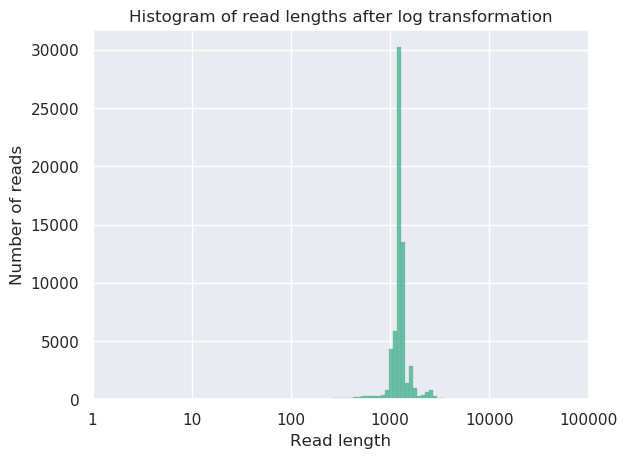 Histogram of read lengths after log transformation
30000
25000
20000
15000
10000
5000
0
Number of reads
1 10 100 1000 10000 100000
Read length